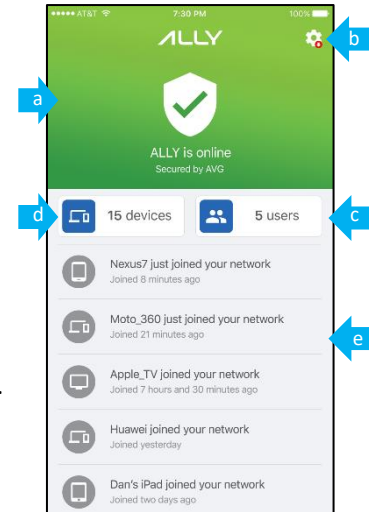 AT&T 7:30 PM 100%
ALLY
b
a
ALLY is online
Secured by AVG
d 15 devices 5 users c
Nexus7 just joined your network
Joined 8 minutes ago
Moto_360 just joined your network
Joined 21 minutes ago
e
Apple_TV joined your network
Joined 7 hours and 30 minutes ago
.
Huawei joined your network
Joined yesterday
Dan's iPad joined your network
Joined two days ago